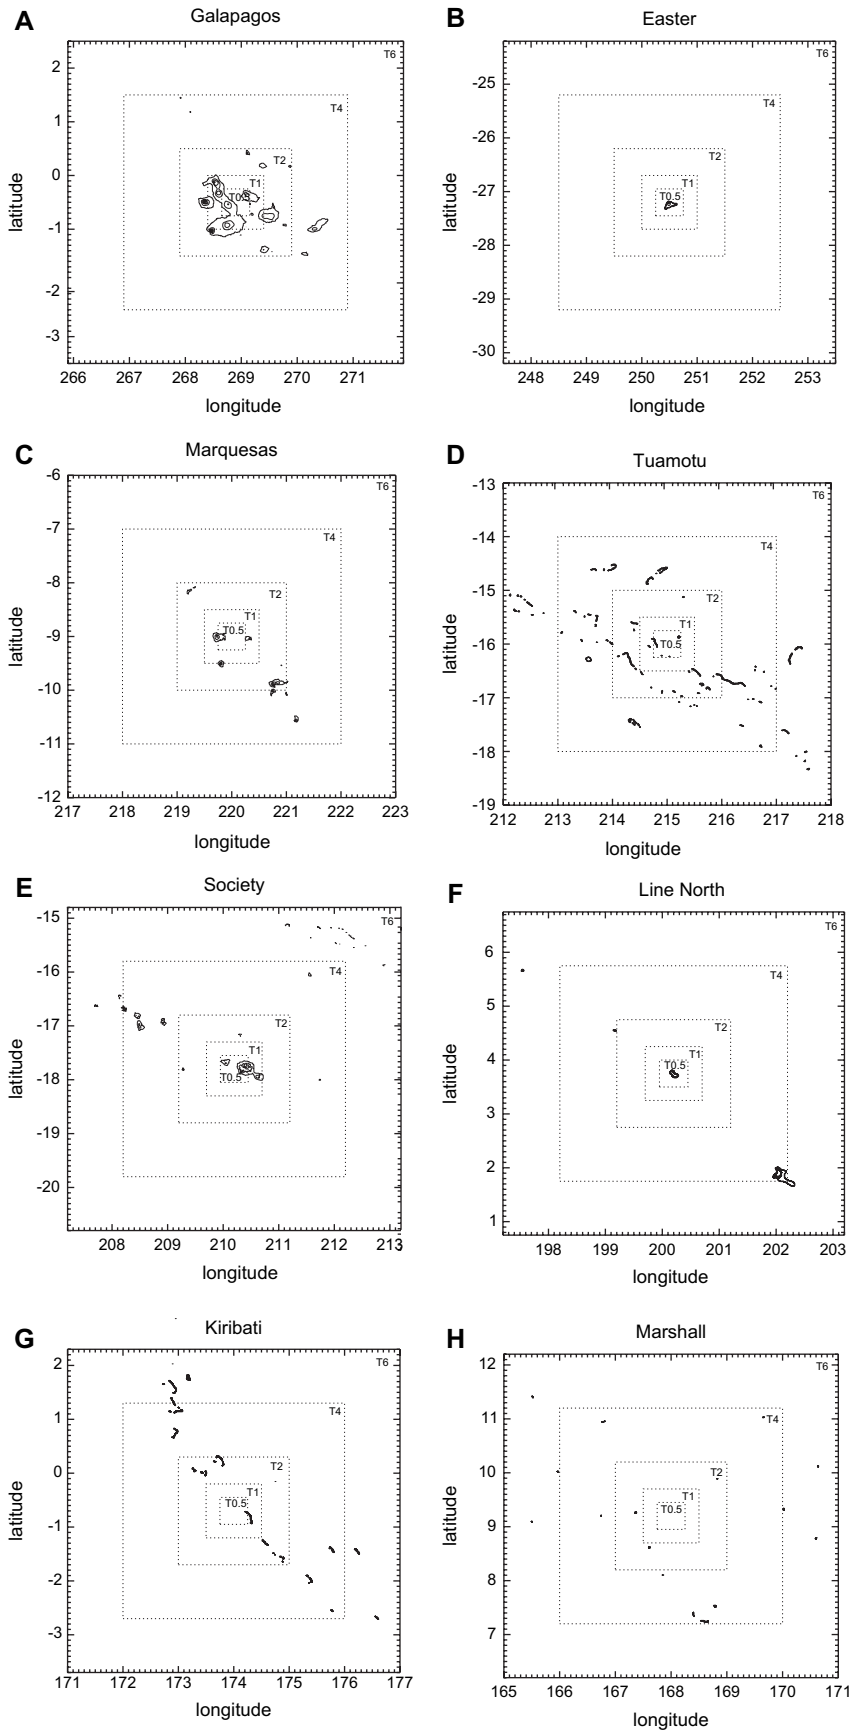 A Galapagos
T6
T4
T2
T1
T0.5
latitude
2
1
0
-1
-2
-3
266 267 268 269 270 271
longitude
B Easter
T6
T4
T2
T1
T0.5
latitude
-25
-26
-27
-28
-29
-30
248 249 250 251 252 253
longitude
C Marquesas
T6
T4
T2
T1
T0.5
latitude
-6
-7
-8
-9
-10
-11
-12
217 218 219 220 221 222 223
longitude
D Tuamotu
T6
T4
T2
T1
T0.5
latitude
-13
-14
-15
-16
-17
-18
-19
212 213 214 215 216 217 218
longitude
E Society
T6
T4
T2
T1
T0.5
latitude
-15
-16
-17
-18
-19
-20
208 209 210 211 212 213
longitude
F Line North
T6
T4
T2
T1
T0.5
latitude
6
5
4
3
2
1
198 199 200 201 202 203
longitude
G Kiribati
T6
T4
T2
T1
T0.5
latitude
2
1
0
-1
-2
-3
171 172 173 174 175 176 177
longitude
H Marshall
T6
T4
T2
T1
T0.5
latitude
12
11
10
9
8
7
165 166 167 168 169 170 171
longitude